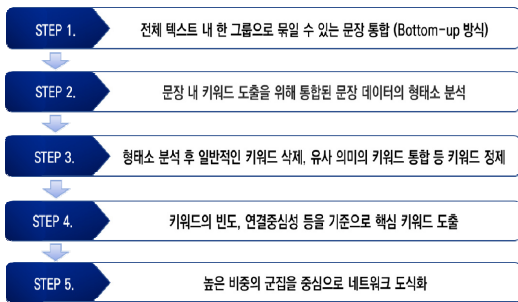 STEP 1. 전체 텍스트 내 한 그룹으로 묶일 수 있는 문장 통합 (Bottom-up 방식)
STEP 2. 문장 내 키워드 도출을 위해 통합된 문장 데이터의 형태소 분석
STEP 3. 형태소 분석 후 일반적인 키워드 삭제, 유사 의미의 키워드 통합 등 키워드 정제
STEP 4. 키워드의 빈도, 연결중심성 등을 기준으로 핵심 키워드 도출
STEP 5. 높은 비중의 군집을 중심으로 네트워크 도식화